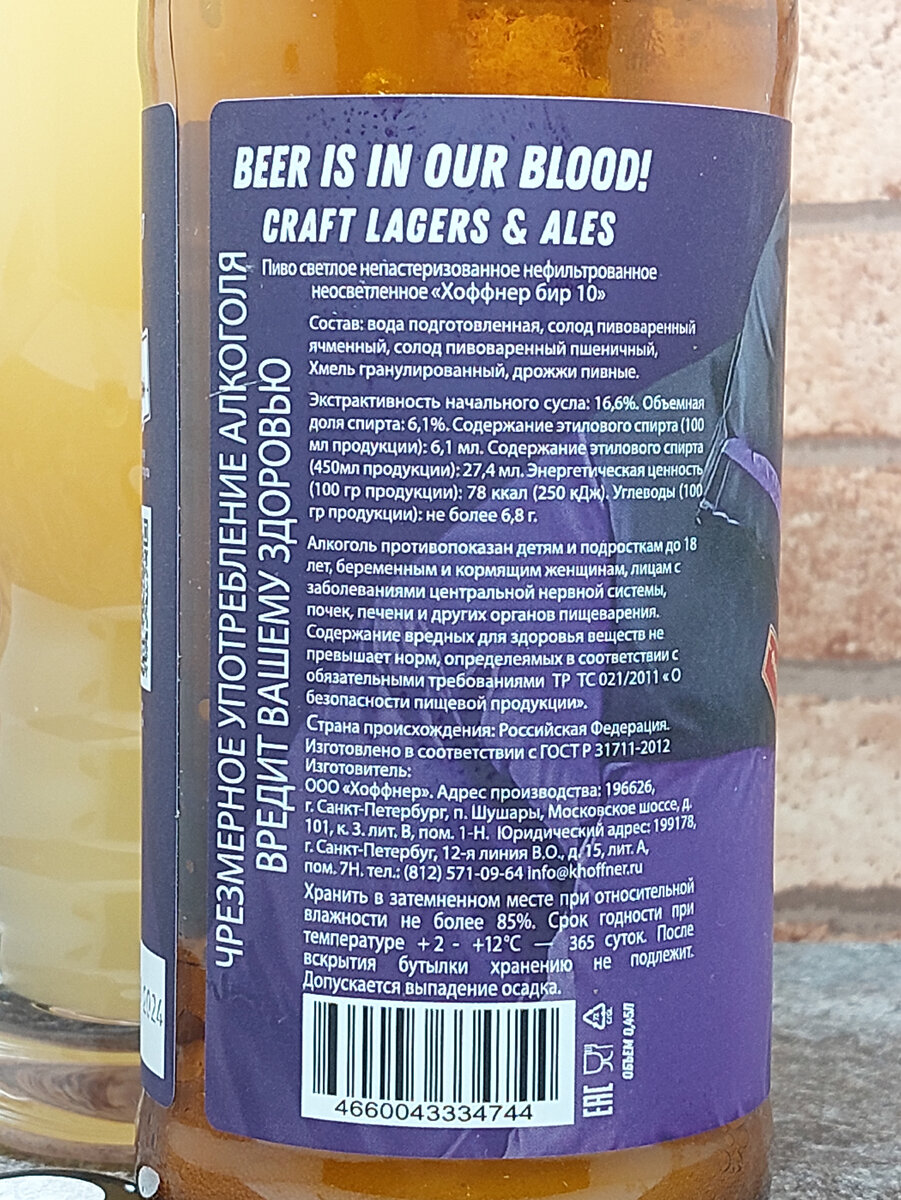 BEER IS IN OUR BLOOD!
CRAFT LAGERS & ALES
Пиво светлое непастеризованное нефильтрованное
неосветленное «Хоффнер бир 10»
Состав: вода подготовленная, солод пивоваренный
ячменный, солод пивоваренный пшеничный,
Хмель гранулированный, дрожжи пивные.
Экстрактивность начального сусла: 16,6%. Объемная
доля спирта: 6,1%. Содержание этилового спирта (100
мл продукции): 6,1 мл. Содержание этилового спирта
(450мл продукции): 27,4 мл. Энергетическая ценность
(100 гр продукции): 78 ккал (250 кДж). Углеводы (100
гр продукции): не более 6,8 г.
Алкоголь противопоказан детям и подросткам до 18
лет, беременным и кормящим женщинам, лицам с
заболеваниями центральной нервной системы,
почек, печени и других органов пищеварения.
Содержание вредных для здоровья веществ не
превышает норм, определеямых в соответствии с
обязательными требованиями ТР ТС 021/2011 « О
безопасности пищевой продукции».
Страна происхождения: Российская Федерация.
Изготовлено в соответствии с ГОСТ Р 31711-2012
Изготовитель:
ООО «Хоффнер». Адрес производства: 196626,
г. Санкт-Петербург, п. Шушары, Московское шоссе, д.
101, к. 3. лит. В, пом. 1-Н. Юридический адрес: 199178,
г. Санкт-Петербуг, 12-я линия В.О., д. 15, лит. А,
пом. 7Н. тел.: (812) 571-09-64 info@khoffner.ru
Хранить в затемненном месте при относительной
влажности не более 85%. Срок годности при
температуре + 2 - +12°С — 365 суток. После
вскрытия бутылки хранению не подлежит.
Допускается выпадение осадка.
4660043334744
ЕАС
ОБЪЕМ 0,45Л
ЧРЕЗМЕРНОЕ УПОТРЕБЛЕНИЕ АЛКОГОЛЯ
ВРЕДИТ ВАШЕМУ ЗДОРОВЬЮ
2024